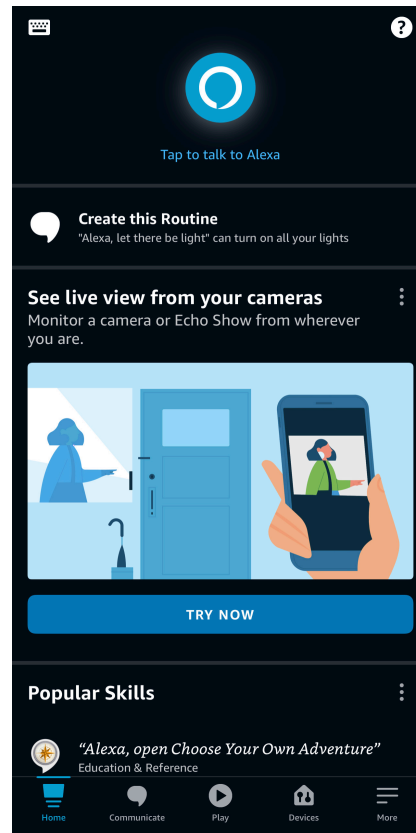 ?
Tap to talk to Alexa
Create this Routine
"Alexa, let there be light" can turn on all your lights
See live view from your cameras
Monitor a camera or Echo Show from wherever
you are.
TRY NOW
Popular Skills
“Alexa, open Choose Your Own Adventure”
Education & Reference
Home
Communicate
Play
Devices
More